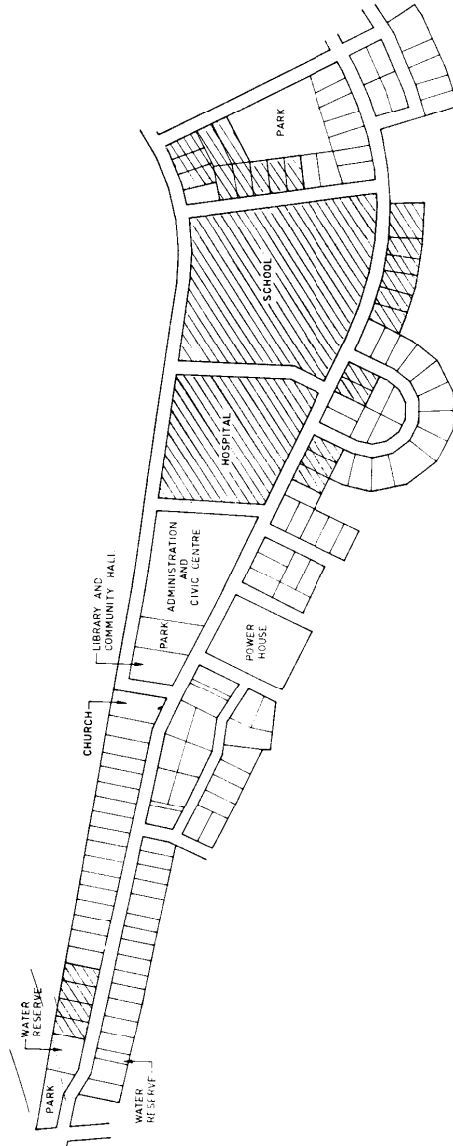 PARK
WATER
RESERVE
WATER
RESERVE
CHURCH
LIBRARY AND
COMMUNITY HALL
PARK
ADMINISTRATION
AND
CIVIC CENTRE
POWER
HOUSE
HOSPITAL
SCHOOL
PARK